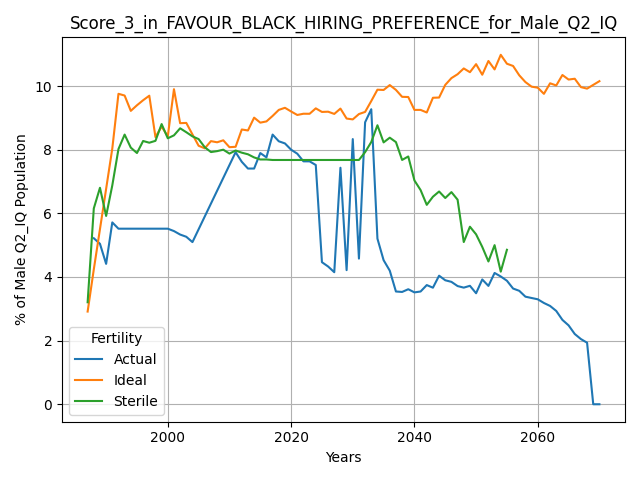 Score_3_in_FAVOUR_BLACK_HIRING_PREFERENCE_for_Male_Q2_IQ
% of Male Q2_IQ Population
10
8
6
4
2
0
Fertility
Actual
Ideal
Sterile
2000
2020
2040
2060
Years